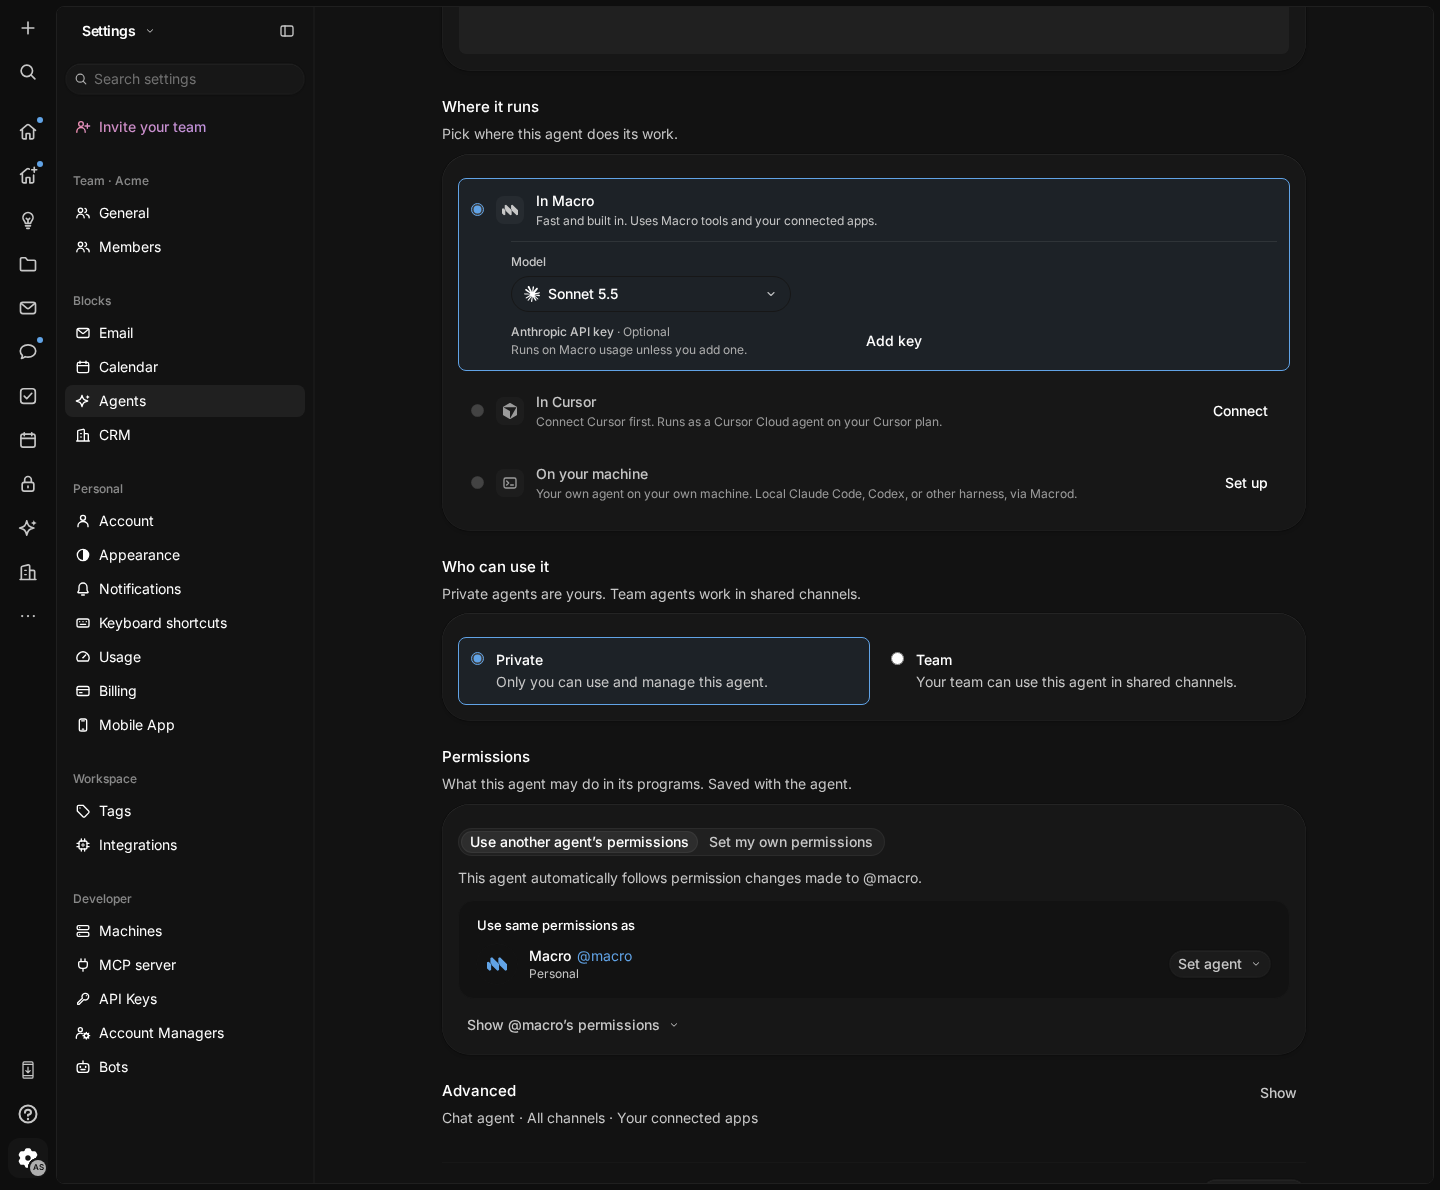 Settings
Search settings
Invite your team
Team · Acme
General
Members
Blocks
Email
Calendar
Agents
CRM
Personal
Account
Appearance
Notifications
Keyboard shortcuts
Usage
Billing
Mobile App
Workspace
Tags
Integrations
Developer
Machines
MCP server
API Keys
Account Managers
Bots
AS
Where it runs
Pick where this agent does its work.
In Macro
Fast and built in. Uses Macro tools and your connected apps.
Model
Sonnet 5.5
Anthropic API key · Optional
Runs on Macro usage unless you add one.
Add key
In Cursor
Connect Cursor first. Runs as a Cursor Cloud agent on your Cursor plan.
Connect
On your machine
Your own agent on your own machine. Local Claude Code, Codex, or other harness, via Macrod.
Set up
Who can use it
Private agents are yours. Team agents work in shared channels.
Private
Only you can use and manage this agent.
Team
Your team can use this agent in shared channels.
Permissions
What this agent may do in its programs. Saved with the agent.
Use another agent’s permissions
Set my own permissions
This agent automatically follows permission changes made to @macro.
Use same permissions as
Macro @macro
Personal
Set agent
Show @macro’s permissions
Advanced
Show
Chat agent · All channels · Your connected apps